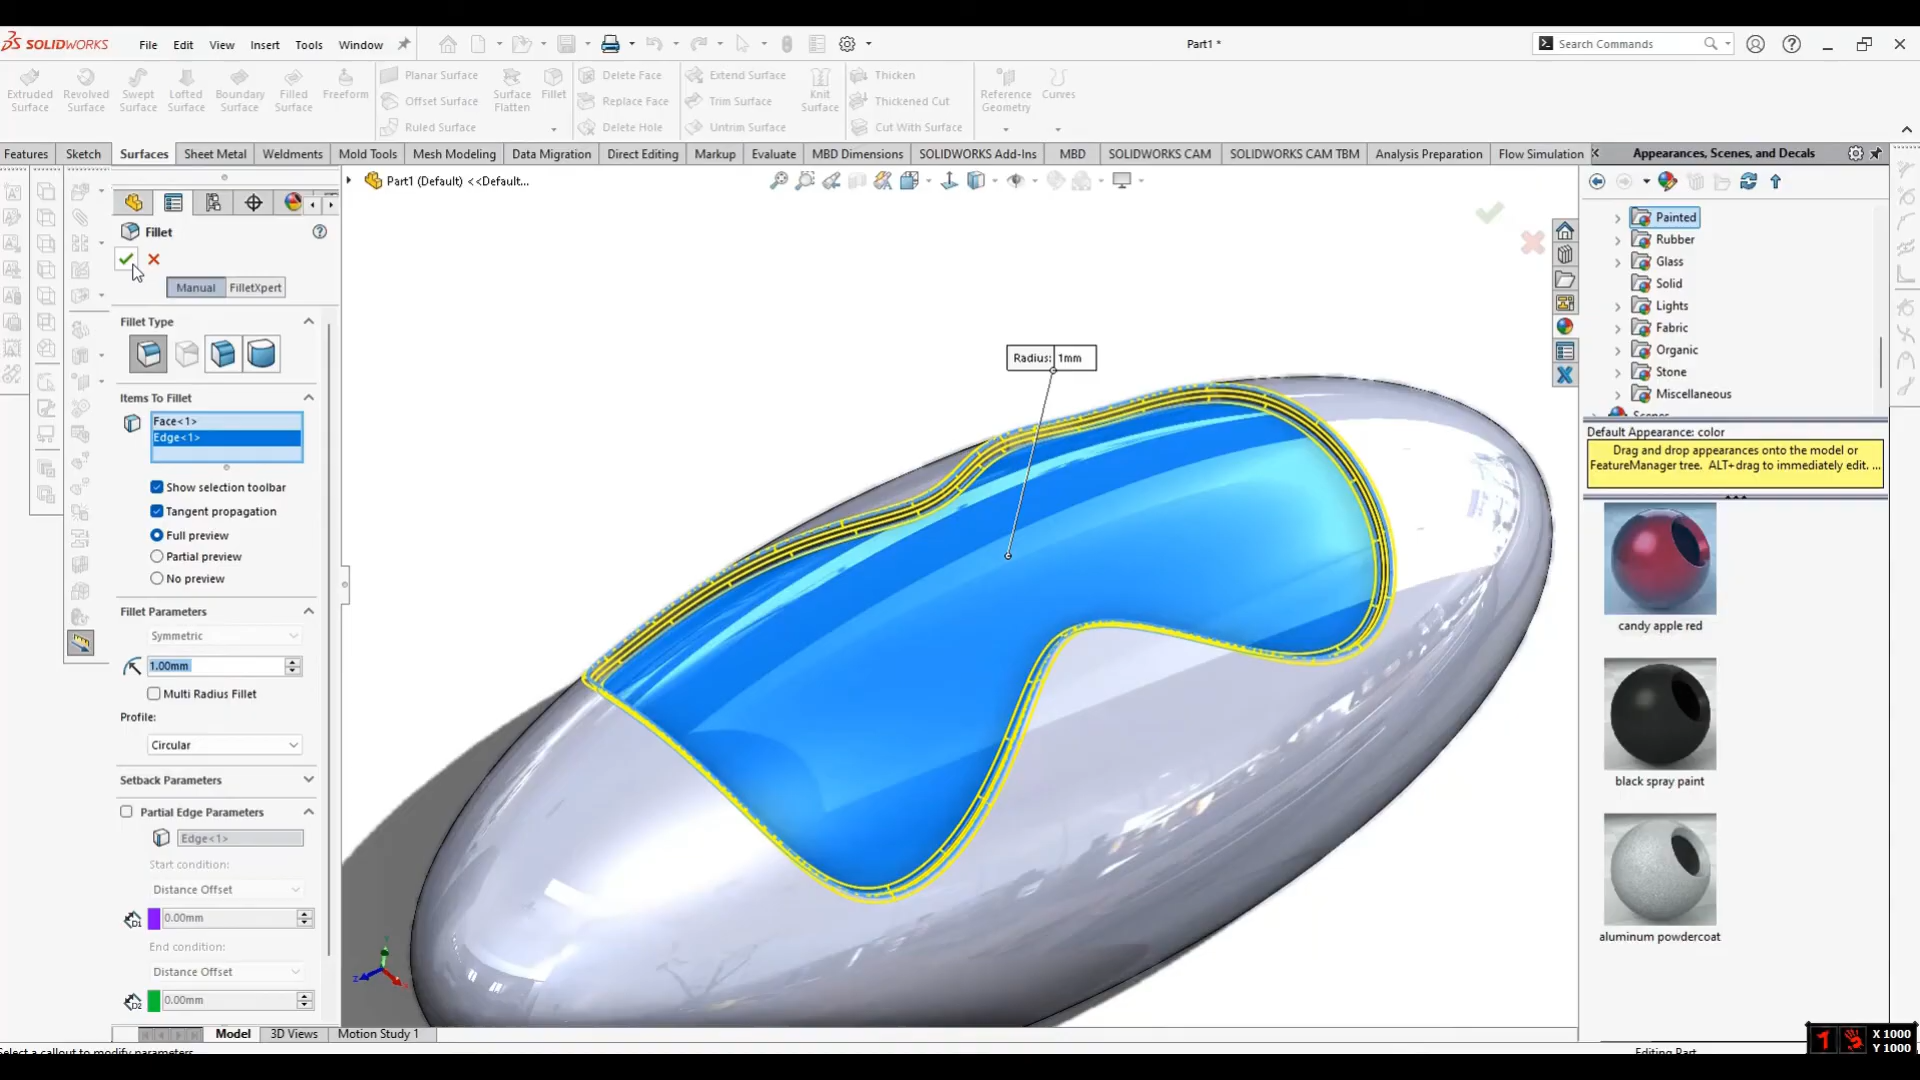 SOLIDWORKS
File Edit View Insert Tools Window
Part1 *
Search Commands
Extruded Surface
Revolved Surface
Swept Surface
Lofted Surface
Boundary Surface
Filled Surface
Freeform
Planar Surface
Offset Surface
Ruled Surface
Surface Flatten
Fillet
Delete Face
Replace Face
Delete Hole
Extend Surface
Trim Surface
Untrim Surface
Knit Surface
Thicken
Thickened Cut
Cut With Surface
Reference Geometry
Curves
Features Sketch Surfaces Sheet Metal Weldments Mold Tools Mesh Modeling Data Migration Direct Editing Markup Evaluate MBD Dimensions SOLIDWORKS Add-Ins MBD SOLIDWORKS CAM SOLIDWORKS CAM TBM Analysis Preparation Flow Simulation
Appearances, Scenes, and Decals
Part1 (Default) <<Default...
Fillet
Manual FilletXpert
Fillet Type
Items To Fillet
Face<1>
Edge<1>
Show selection toolbar
Tangent propagation
Full preview
Partial preview
No preview
Fillet Parameters
Symmetric
1.00mm
Multi Radius Fillet
Profile:
Circular
Setback Parameters
Partial Edge Parameters
Edge<1>
Start condition:
Distance Offset
D1 0.00mm
End condition:
Distance Offset
D2 0.00mm
Radius: 1mm
Painted
Rubber
Glass
Solid
Lights
Fabric
Organic
Stone
Miscellaneous
Scenes
Default Appearance: color
Drag and drop appearances onto the model or
FeatureManager tree. ALT+drag to immediately edit. ...
candy apple red
black spray paint
aluminum powdercoat
Model 3D Views Motion Study 1
Select a callout to modify parameters
Editing Part
X 1000
Y 1000